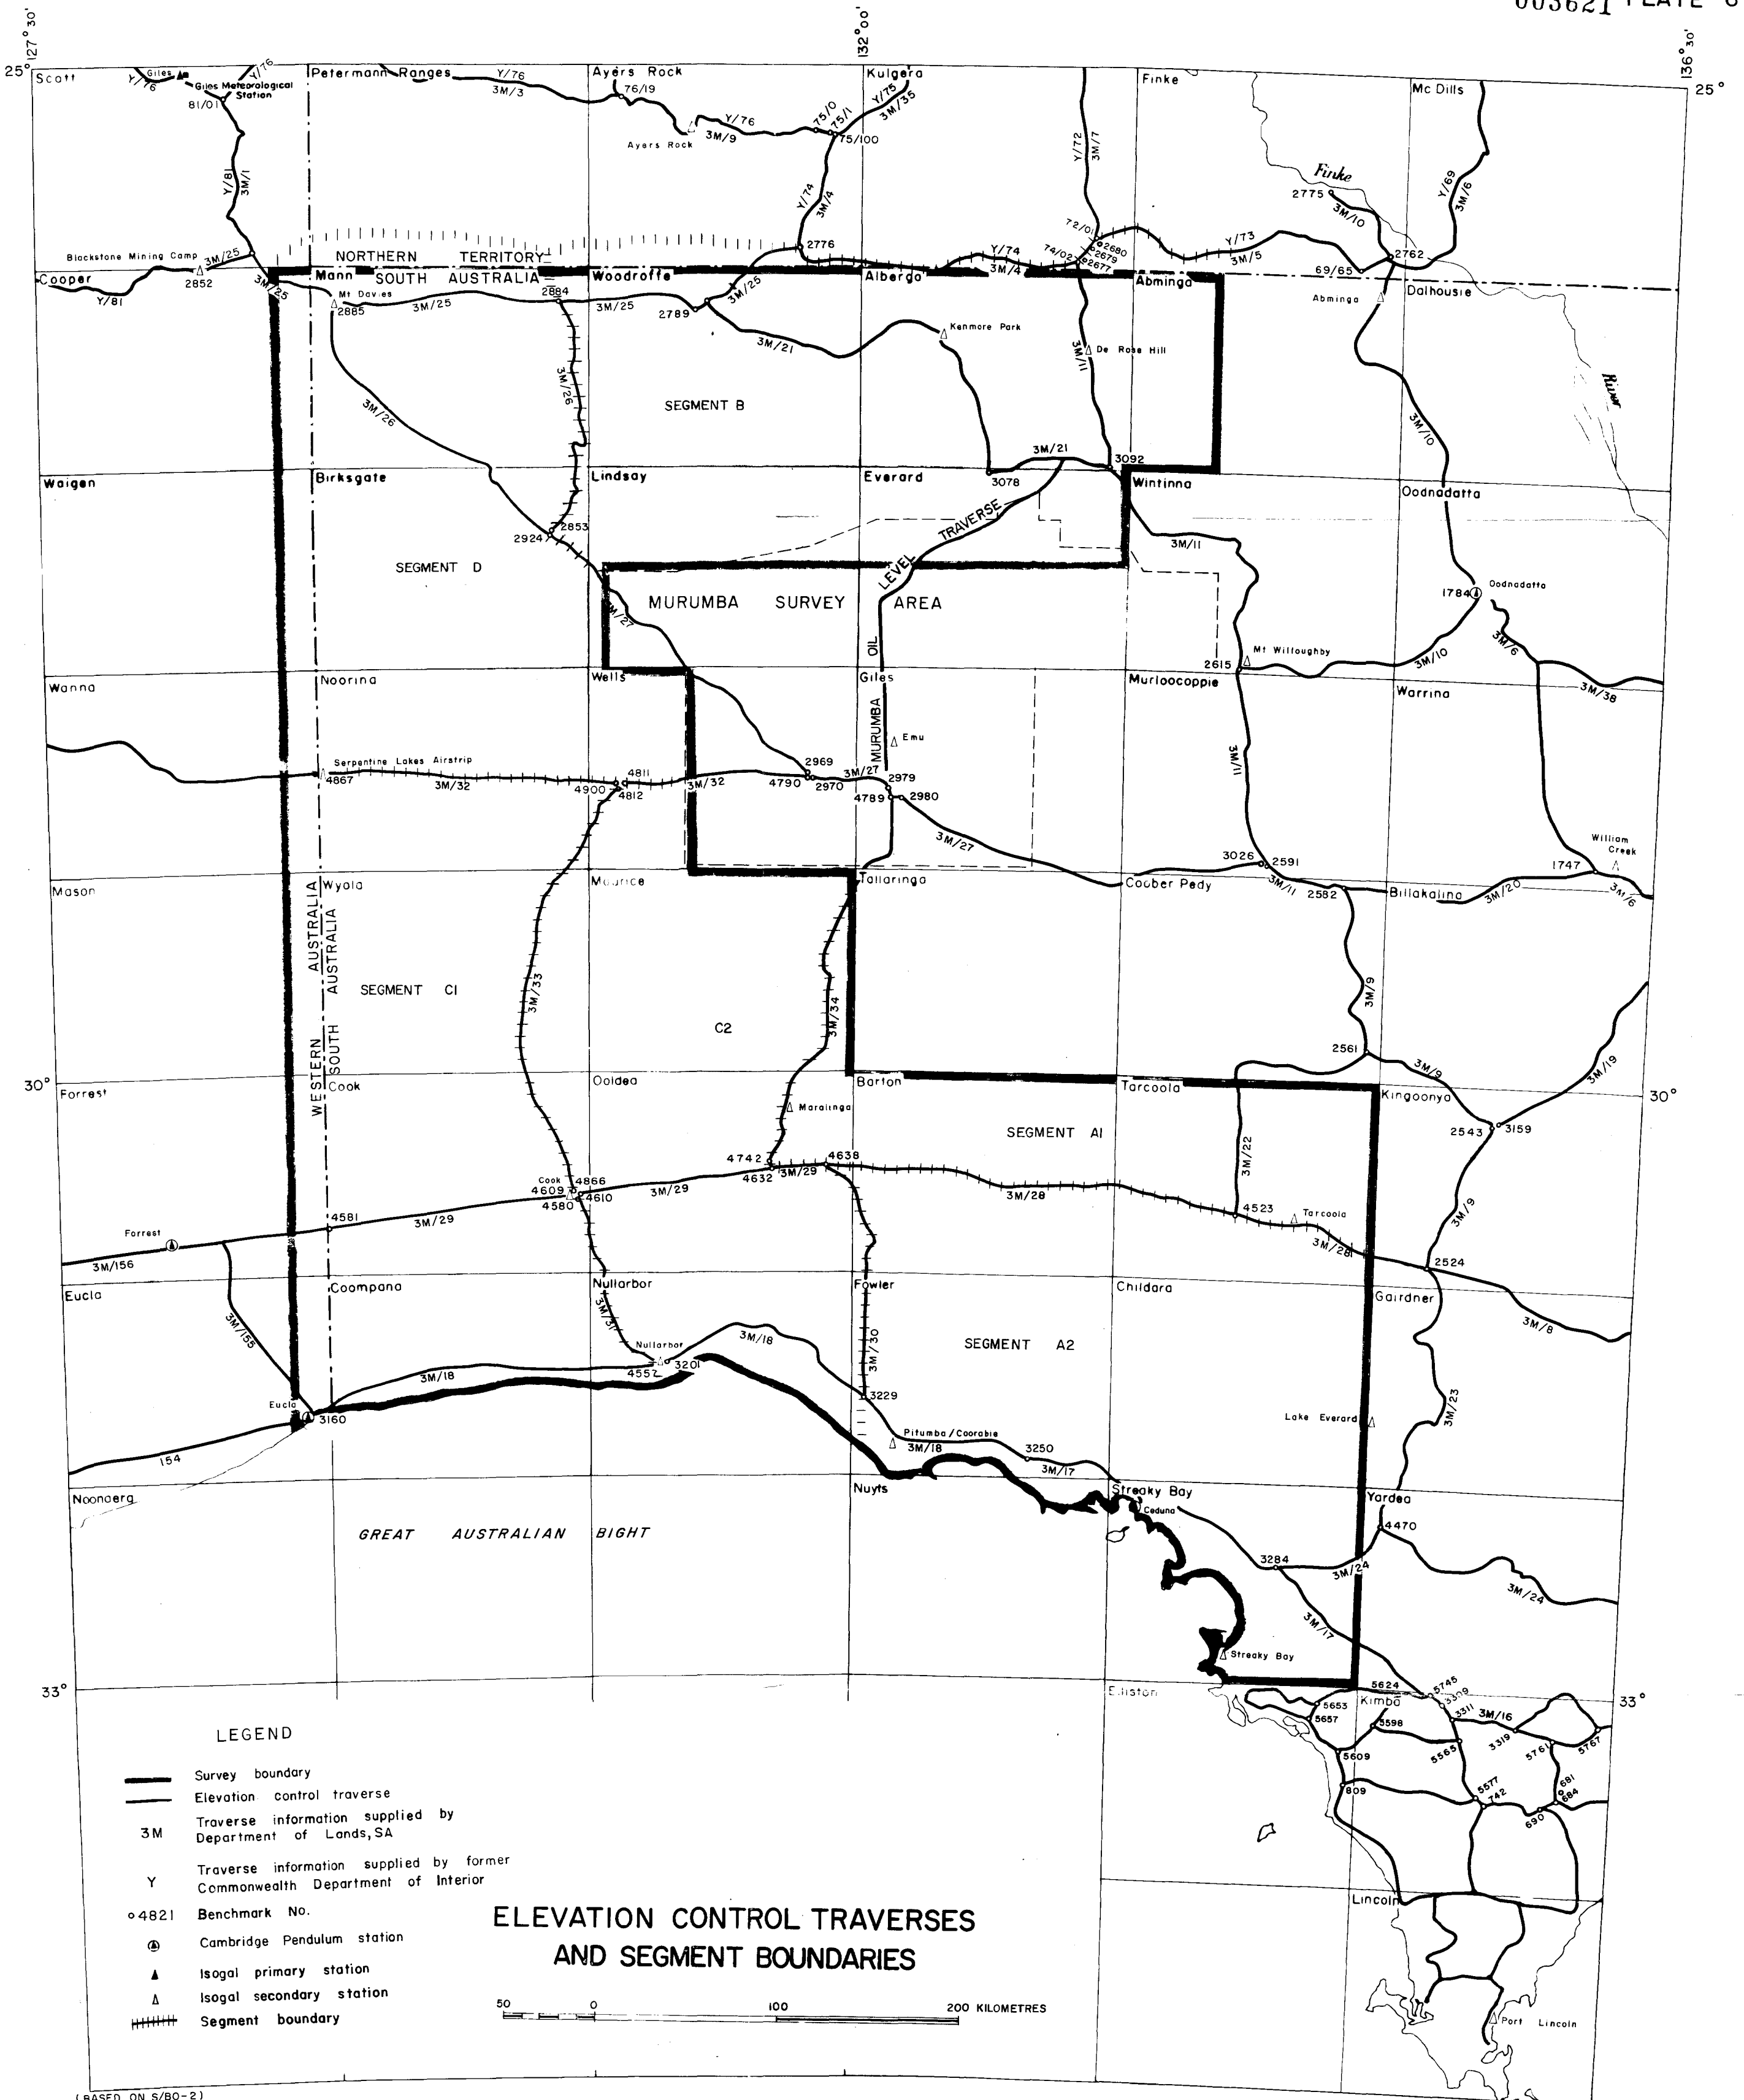 003621 PLATE
127°30'
132°00'
136°30'
25°
Scott
Petermann Ranges
Ayers Rock
Kulgera
Finke
Mc Dills
25°
Giles
Y/76
Y/76
Giles Meteorological
Station
81/01
Y/76
3M/3
76/19
Y/76
3M/9
Ayers Rock
75/0
75/1
75/100
Y/75
3M/35
Y/81
3M/1
Y/74
3M/4
Y/72
3M/7
Finke
2775
3M/10
Y/69
3M/6
72/01
2680
2679
2677
74/02
Y/73
3M/5
69/65
2762
2776
Y/74
3M/4
Blackstone Mining Camp
3M/25
2852
Cooper
Y/81
3M/25
NORTHERN TERRITORY
SOUTH AUSTRALIA
Mann
Woodroffe
Alberga
Abminga
Abminga
Dalhousie
Mt Davies
2885
3M/25
2884
3M/25
2789
3M/25
3M/21
Kenmore Park
3M/11
De Rose Hill
River
3M/26
3M/26
SEGMENT B
3M/10
3M/21
3092
3078
Waigen
Birksgate
Lindsay
Everard
Wintinna
Oodnadatta
2853
2924
SEGMENT D
MURUMBA OIL LEVEL TRAVERSE
3M/11
MURUMBA SURVEY AREA
3M/27
1784
Oodnadatta
3M/6
2615
Mt Willoughby
3M/10
3M/38
Wanna
Noorina
Wells
Giles
Murloocoppie
Warrina
Emu
3M/11
Serpentine Lakes Airstrip
4867
3M/32
4811
4900
4812
3M/32
2969
4790
2970
3M/27
2979
4789
2980
3M/27
3026
2591
3M/11
2582
William
Creek
1747
3M/20
3M/6
Mason
Wyola
Maurice
Tallaringa
Coober Pedy
Billakalina
WESTERN AUSTRALIA
SOUTH AUSTRALIA
SEGMENT C1
3M/33
C2
3M/34
3M/9
2561
3M/9
3M/19
30°
Forrest
Cook
Ooldea
Barton
Tarcoola
Kingoonya
30°
Maralinga
SEGMENT A1
3M/22
2543
3159
4742
4632
3M/29
4638
3M/28
Cook
4866
4609
4610
4580
3M/29
4581
3M/29
4523
Tarcoola
3M/28
3M/9
2524
Forrest
3M/156
Eucla
Coompana
Nullarbor
Fowler
Childara
Gairdner
3M/8
3M/155
3M/31
3M/30
SEGMENT A2
Nullarbor
4552
3201
3M/18
3M/18
3229
3M/23
Lake Everard
Eucla
3160
154
Pitumba/Coorabie
3M/18
3250
3M/17
Noonaera
Nuyts
Streaky Bay
Ceduna
Yardea
4470
GREAT AUSTRALIAN BIGHT
3284
3M/24
3M/24
3M/17
Streaky Bay
33°
Elliston
Kimba
33°
5624
5745
3309
3311
3M/16
5653
5657
5598
5609
5565
3319
5761
5767
809
5577
742
681
684
690
Lincoln
Port Lincoln
LEGEND
Survey boundary
Elevation control traverse
3M Traverse information supplied by
Department of Lands, SA
Y Traverse information supplied by former
Commonwealth Department of Interior
4821 Benchmark No.
Cambridge Pendulum station
Isogal primary station
Isogal secondary station
Segment boundary
ELEVATION CONTROL TRAVERSES
AND SEGMENT BOUNDARIES
50 0 100 200 KILOMETRES
(BASED ON S/BO-2)